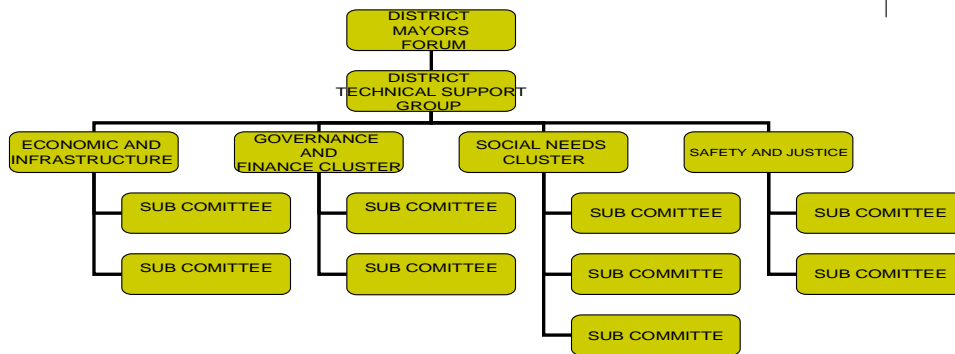 DISTRICT
MAYORS
FORUM
DISTRICT
TECHNICAL SUPPORT
GROUP
ECONOMIC AND
INFRASTRUCTURE
GOVERNANCE
AND
FINANCE CLUSTER
SOCIAL NEEDS
CLUSTER
SAFETY AND JUSTICE
SUB COMITTEE
SUB COMITTEE
SUB COMITTEE
SUB COMITTEE
SUB COMITTEE
SUB COMITTEE
SUB COMMITTE
SUB COMITTEE
SUB COMMITTE